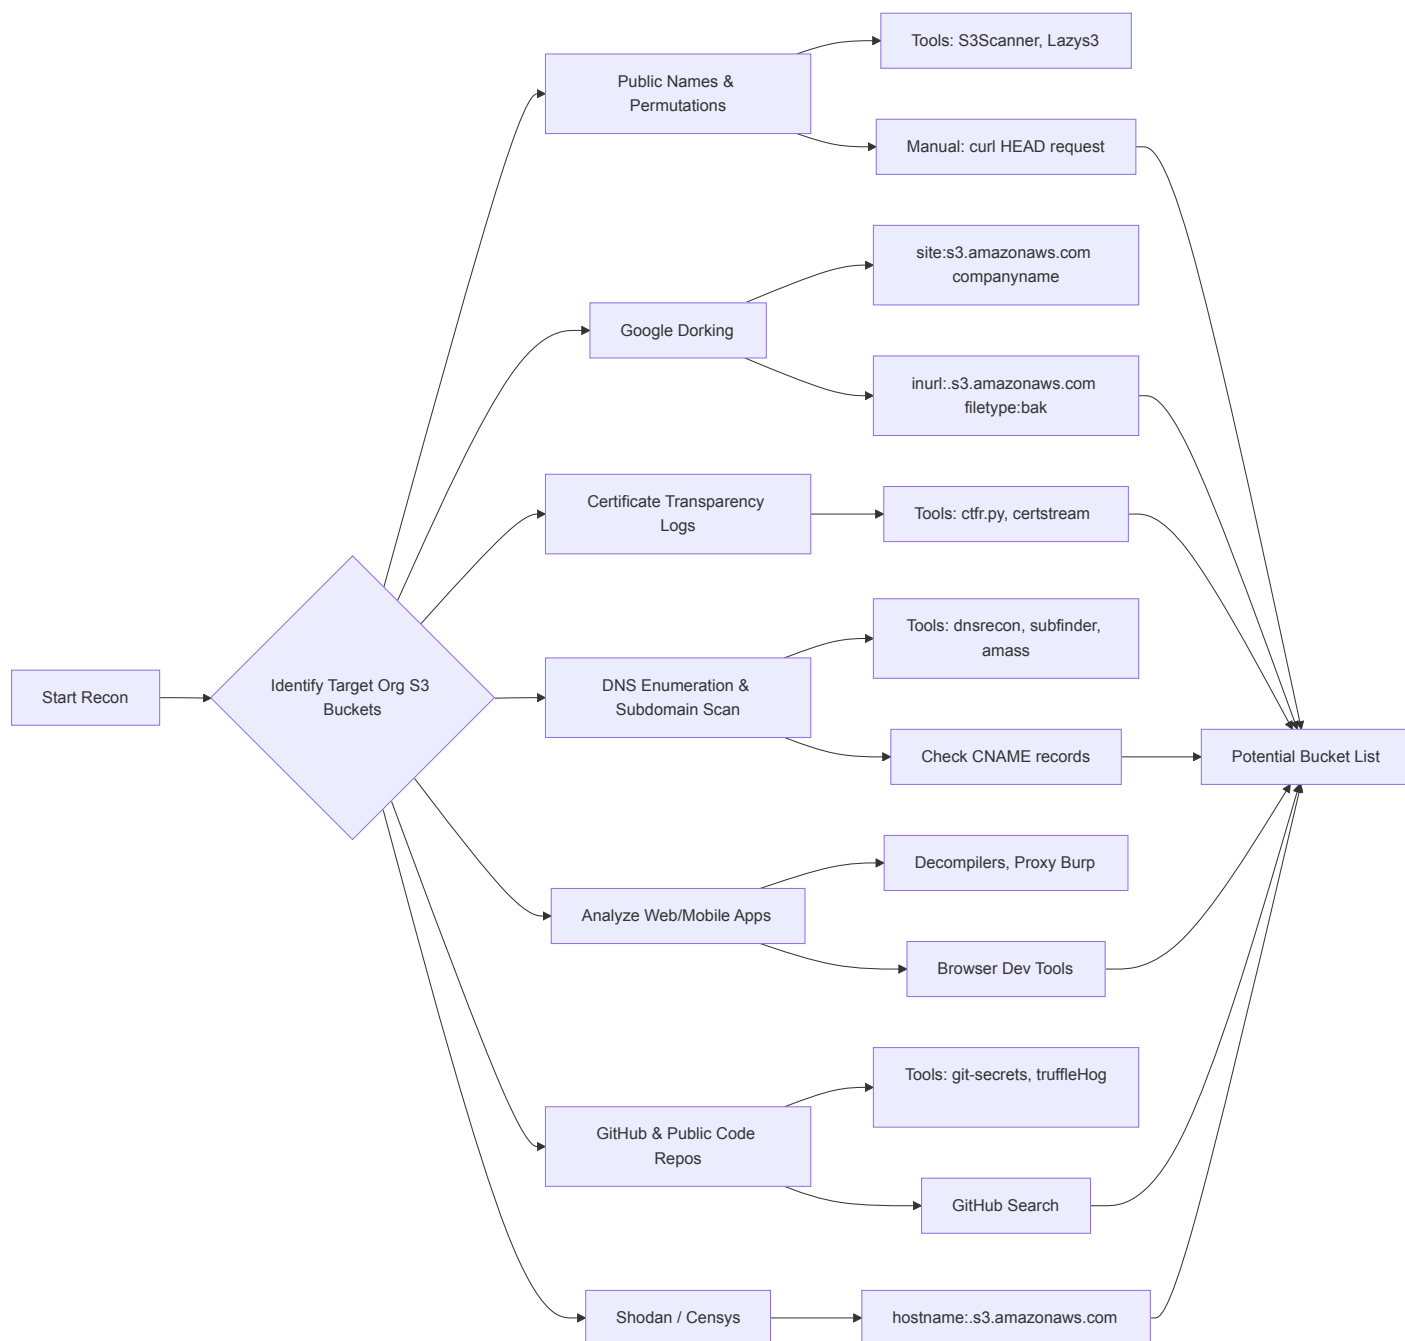 Start Recon
Identify Target Org S3
Buckets
Public Names &
Permutations
Tools: S3Scanner, Lazys3
Manual: curl HEAD request
Google Dorking
site:s3.amazonaws.com
companyname
inurl:.s3.amazonaws.com
filetype:bak
Certificate Transparency
Logs
Tools: ctfr.py, certstream
DNS Enumeration &
Subdomain Scan
Tools: dnsrecon, subfinder,
amass
Check CNAME records
Analyze Web/Mobile Apps
Decompilers, Proxy Burp
Browser Dev Tools
GitHub & Public Code
Repos
Tools: git-secrets, truffleHog
GitHub Search
Shodan / Censys
hostname:.s3.amazonaws.com
Potential Bucket List